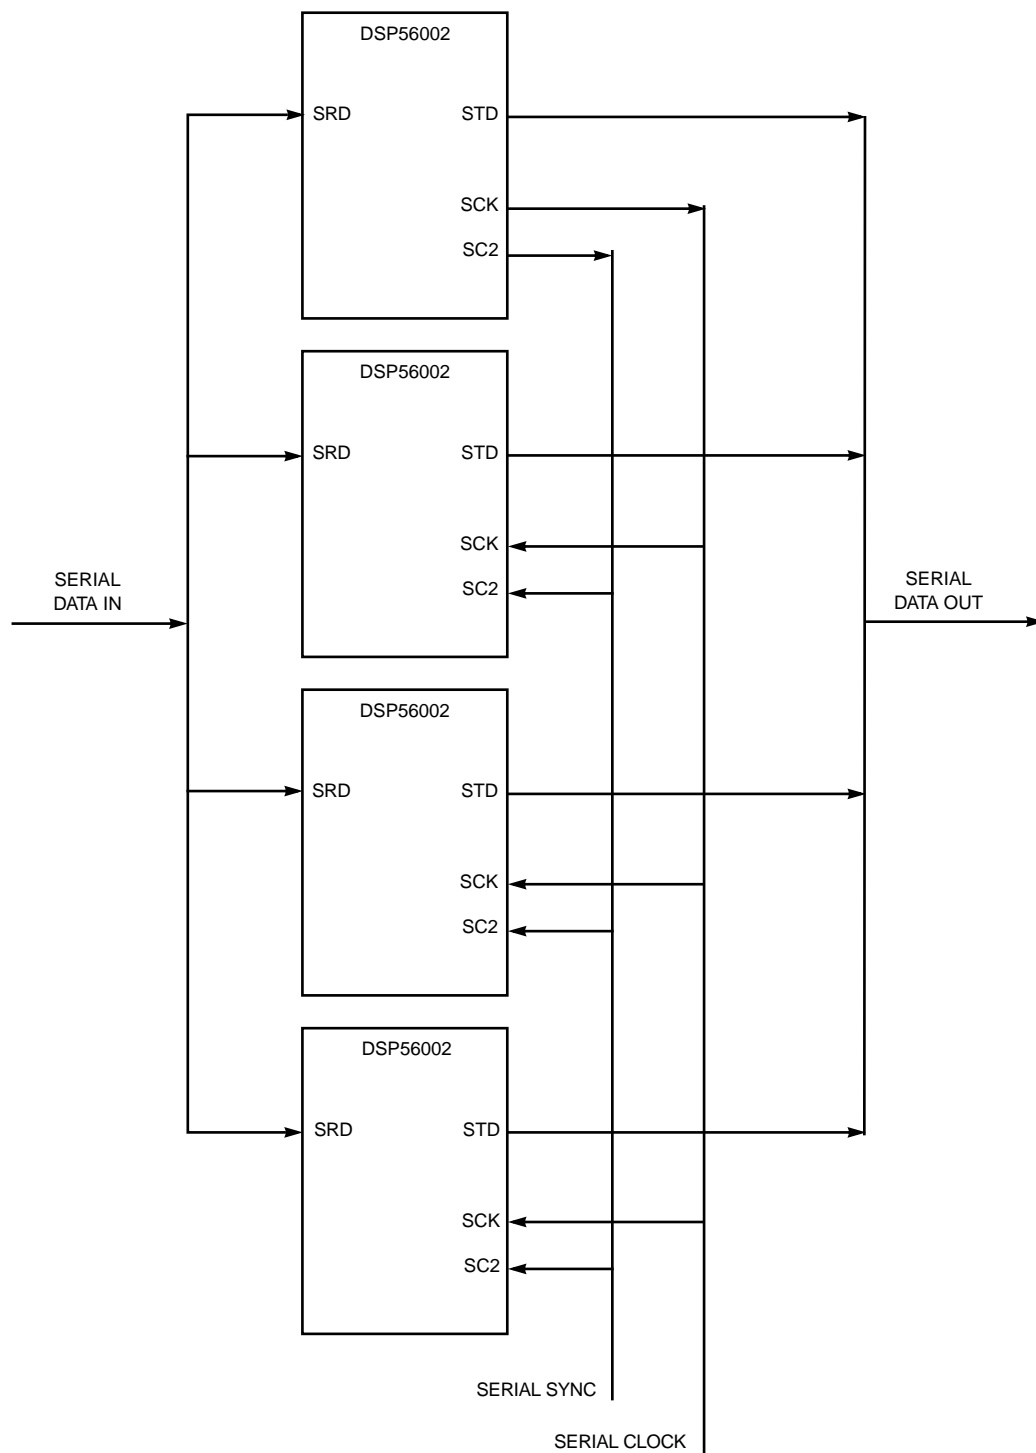 DSP56002
SRD STD
SCK
SC2
DSP56002
SRD STD
SCK
SC2
SERIAL
DATA IN
SERIAL
DATA OUT
DSP56002
SRD STD
SCK
SC2
DSP56002
SRD STD
SCK
SC2
SERIAL SYNC
SERIAL CLOCK